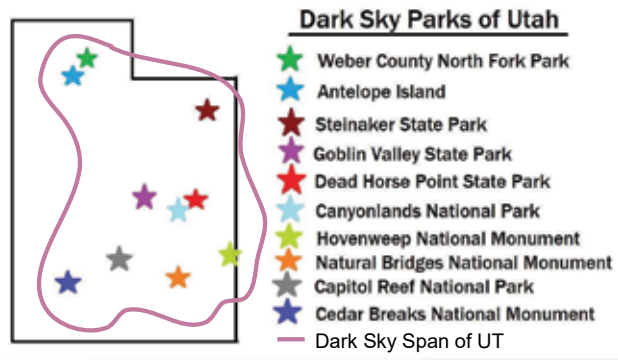 Dark Sky Parks of Utah
Weber County North Fork Park
Antelope Island
Steinaker State Park
Goblin Valley State Park
Dead Horse Point State Park
Canyonlands National Park
Hovenweep National Monument
Natural Bridges National Monument
Capitol Reef National Park
Cedar Breaks National Monument
Dark Sky Span of UT